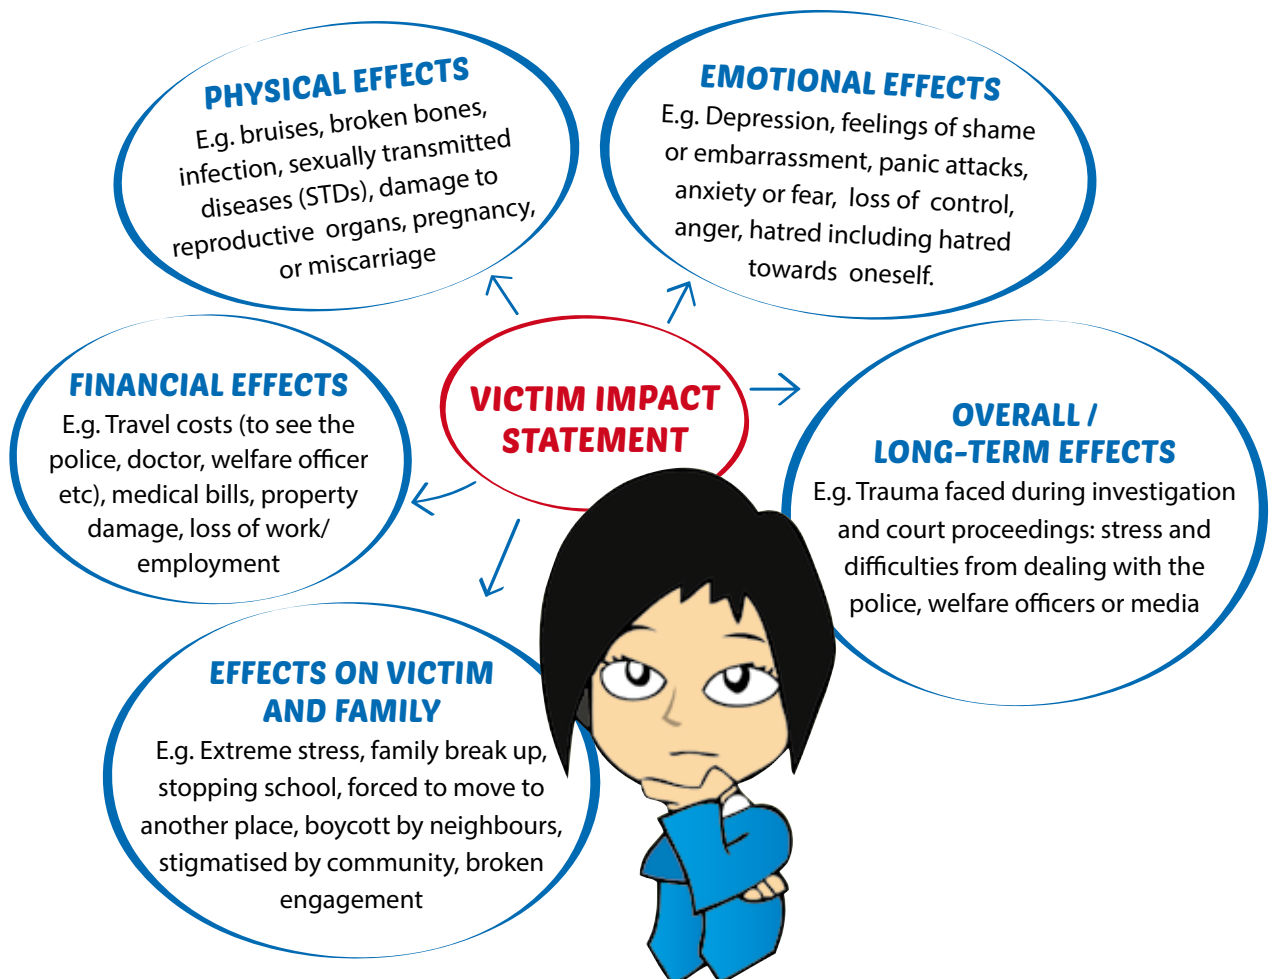 PHYSICAL EFFECTS
E.g. bruises, broken bones,
infection, sexually transmitted
diseases (STDs), damage to
reproductive organs, pregnancy,
or miscarriage
EMOTIONAL EFFECTS
E.g. Depression, feelings of shame
or embarrassment, panic attacks,
anxiety or fear, loss of control,
anger, hatred including hatred
towards oneself.
FINANCIAL EFFECTS
E.g. Travel costs (to see the
police, doctor, welfare officer
etc), medical bills, property
damage, loss of work/
employment
VICTIM IMPACT
STATEMENT
OVERALL /
LONG-TERM EFFECTS
E.g. Trauma faced during investigation
and court proceedings: stress and
difficulties from dealing with the
police, welfare officers or media
EFFECTS ON VICTIM
AND FAMILY
E.g. Extreme stress, family break up,
stopping school, forced to move to
another place, boycott by neighbours,
stigmatised by community, broken
engagement